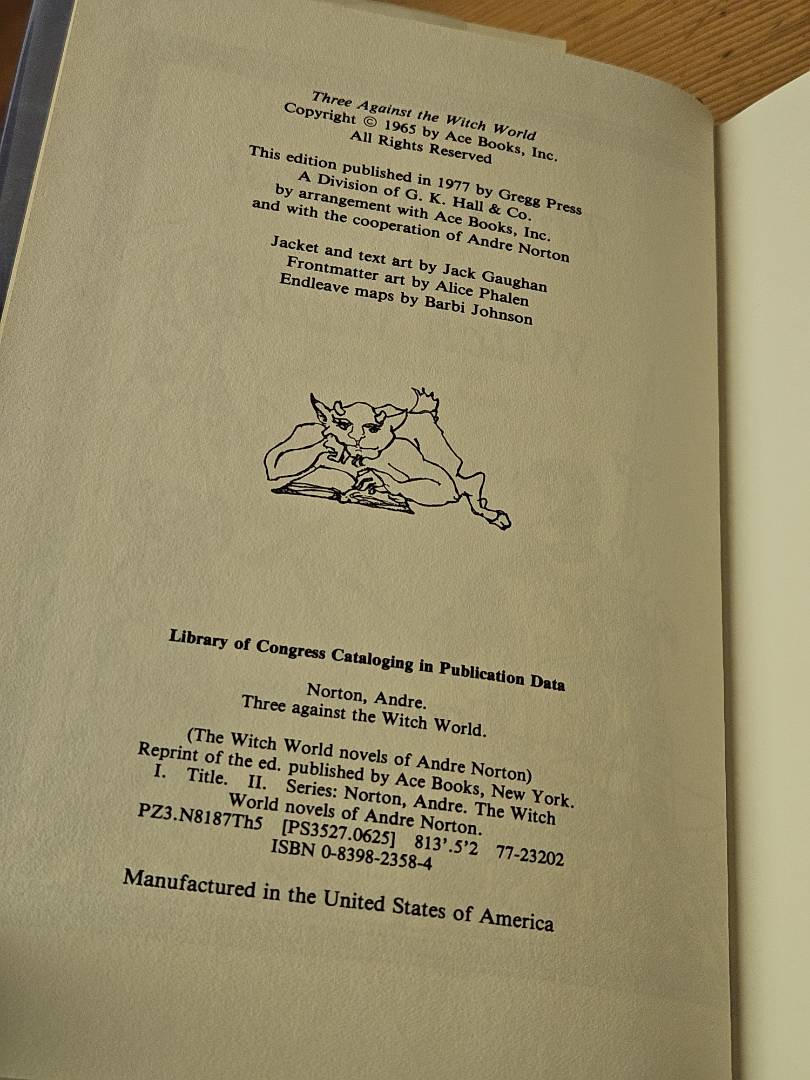 Three Against the Witch World
Copyright © 1965 by Ace Books, Inc.
All Rights Reserved
This edition published in 1977 by Gregg Press
A Division of G. K. Hall & Co.
by arrangement with Ace Books, Inc.
and with the cooperation of Andre Norton
Jacket and text art by Jack Gaughan
Frontmatter art by Alice Phalen
Endleave maps by Barbi Johnson
Library of Congress Cataloging in Publication Data
Norton, Andre.
Three against the Witch World.
(The Witch World novels of Andre Norton)
Reprint of the ed. published by Ace Books, New York.
I. Title. II. Series: Norton, Andre. The Witch
World novels of Andre Norton.
PZ3.N8187Th5 [PS3527.0625] 813'.5'2 77-23202
ISBN 0-8398-2358-4
Manufactured in the United States of America